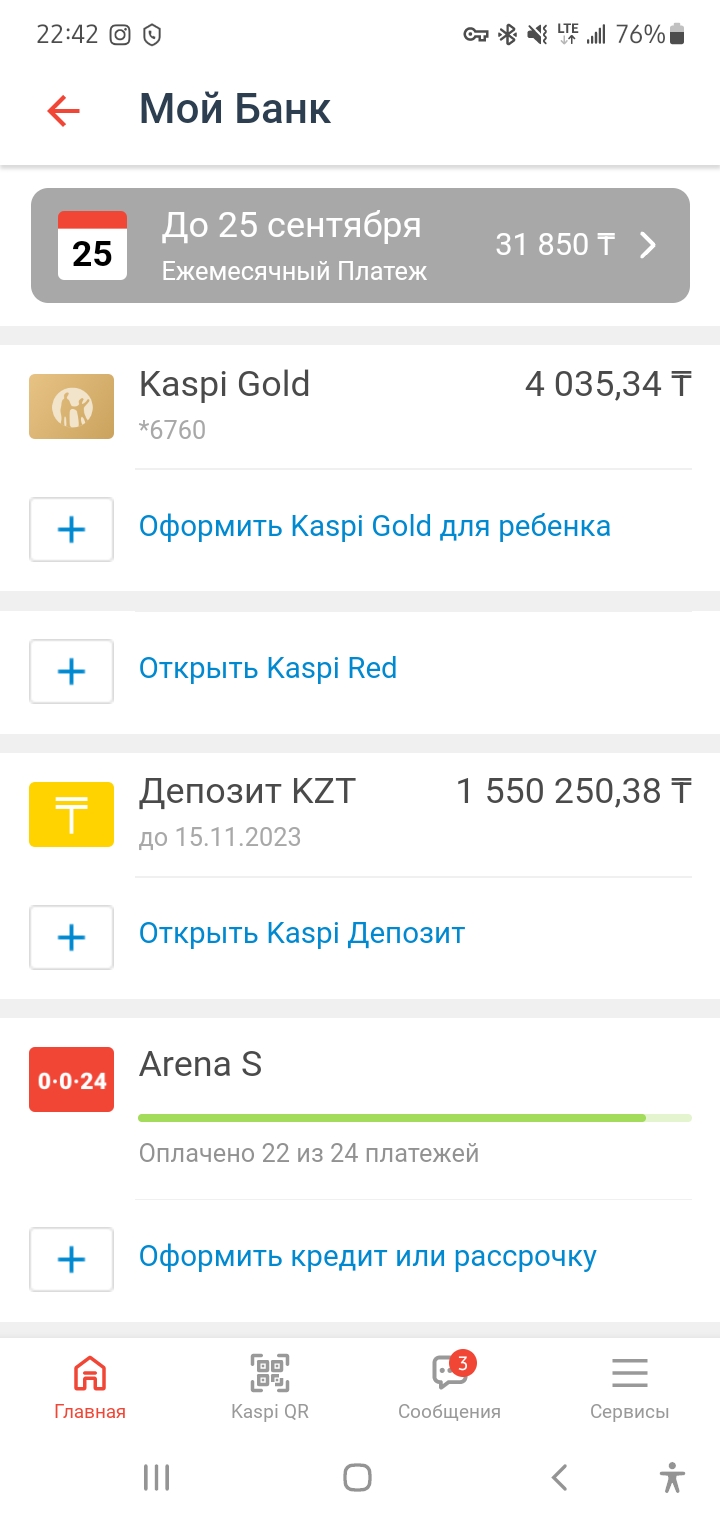 22:42 LTE 76%
Мой Банк
25
До 25 сентября
Ежемесячный Платеж
31 850 ₸
Kaspi Gold 4 035,34 ₸
*6760
Оформить Kaspi Gold для ребенка
Открыть Kaspi Red
₸
Депозит KZT 1 550 250,38 ₸
до 15.11.2023
Открыть Kaspi Депозит
0·0·24
Arena S
Оплачено 22 из 24 платежей
Оформить кредит или рассрочку
3
Главная Kaspi QR Сообщения Сервисы